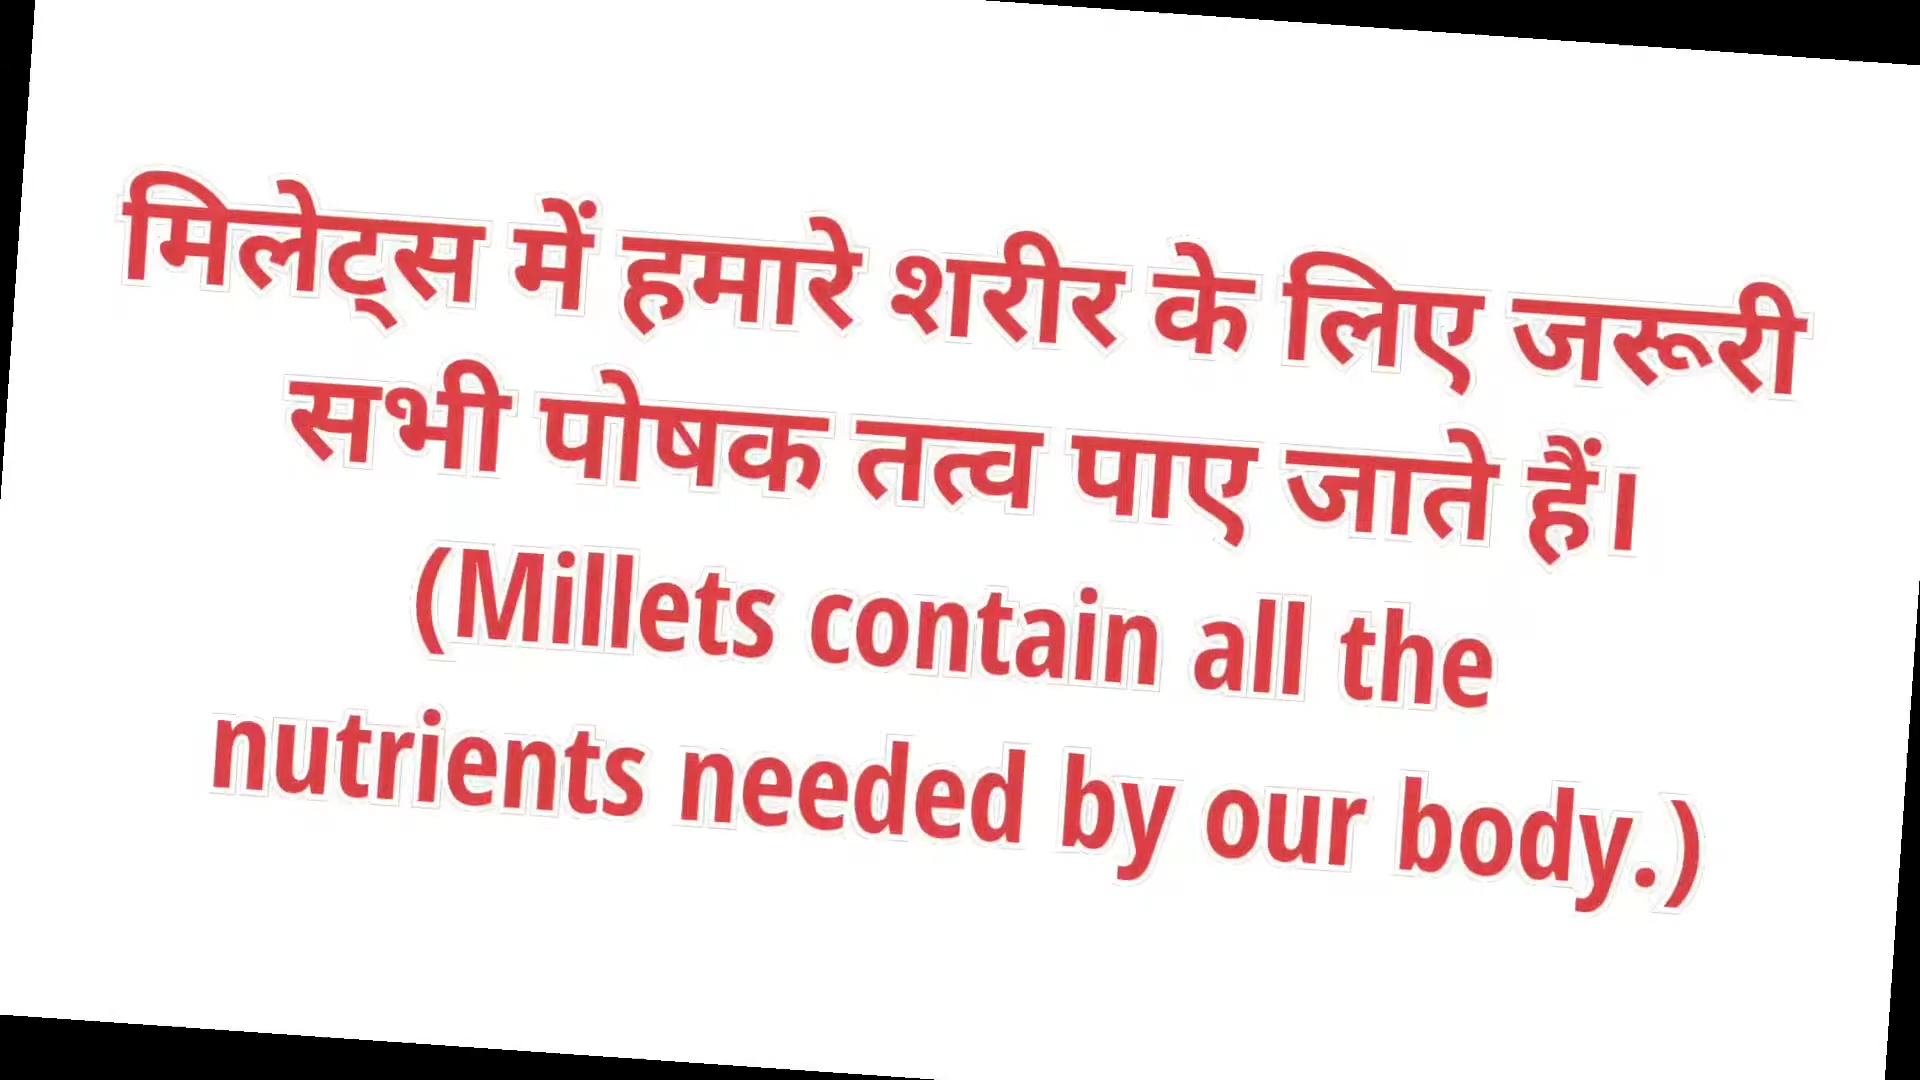 मिलेट्स में हमारे शरीर के लिए जरूरी
सभी पोषक तत्व पाए जाते हैं।
(Millets contain all the
nutrients needed by our body.)